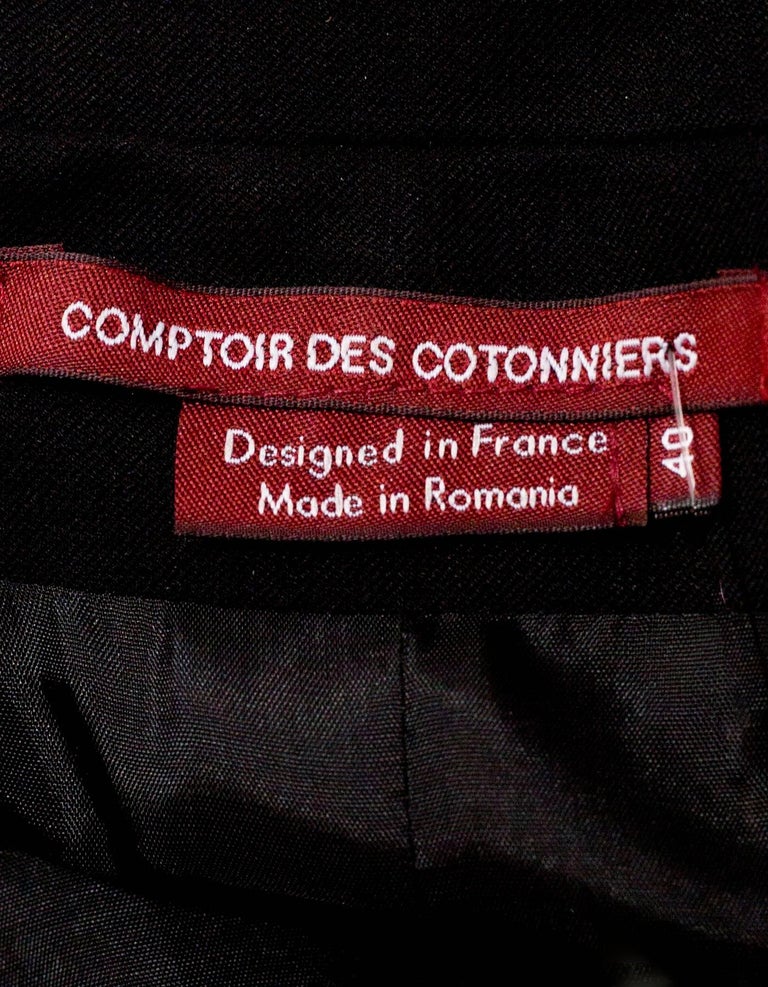 COMPTOIR DES COTONNIERS
Designed in France
Made in Romania
40